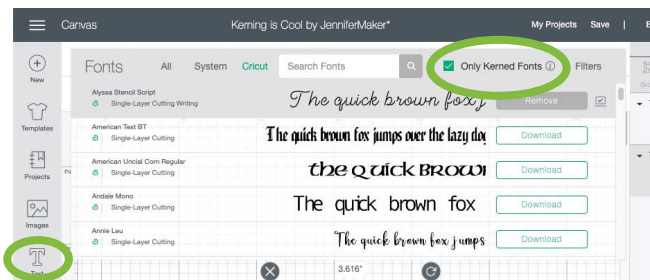 Canvas
Kerning is Cool by JenniferMaker*
My Projects Save |
New
Fonts All System Cricut Search Fonts Only Kerned Fonts Filters
Alyssa Stencil Script
a Single-Layer Cutting Writing
The quick brown fox j
Remove
Templates
American Text BT
a Single-Layer Cutting
The quick brown fox jumps over the lazy dog
Download
Projects
American Uncial Com Regular
a Single-Layer Cutting
the quick brown
Download
2
Andale Mono
a Single-Layer Cutting
The quick brown fox
Download
Images
Annie Leu
a Single-Layer Cutting
The quick brown fox jumps
Download
3.616"